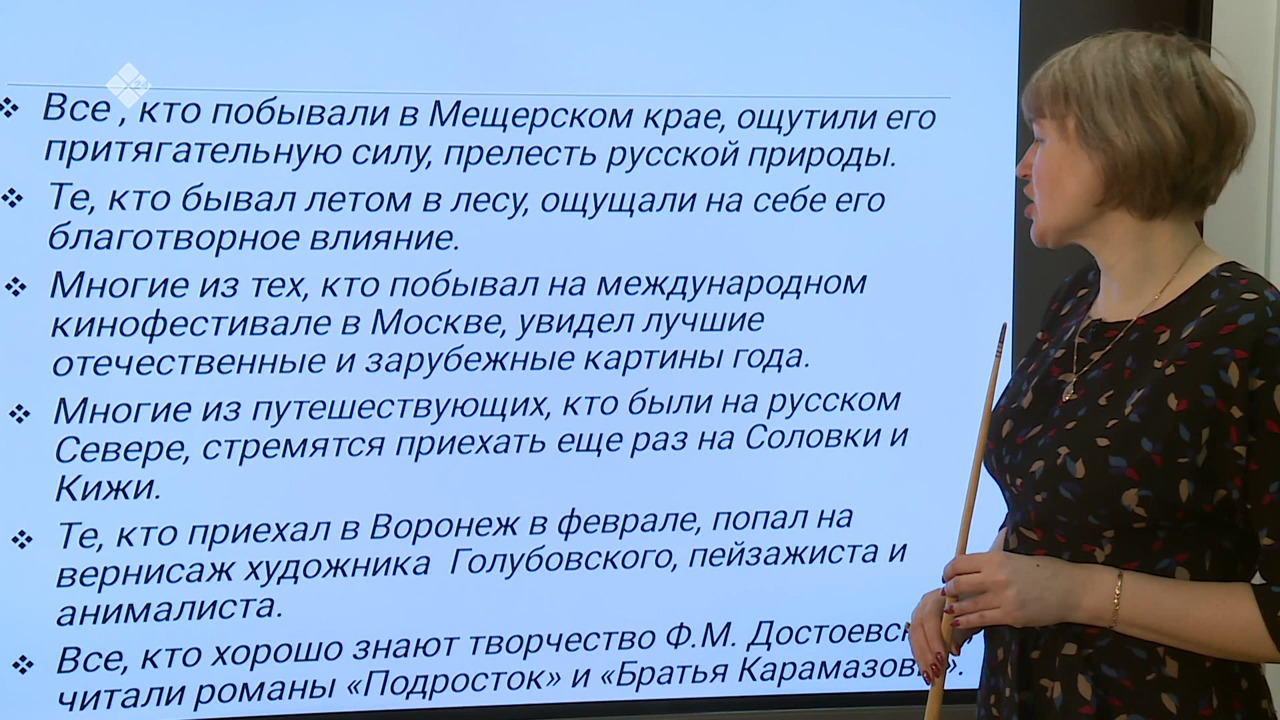 Все , кто побывали в Мещерском крае, ощутили его
притягательную силу, прелесть русской природы.
Те, кто бывал летом в лесу, ощущали на себе его
благотворное влияние.
Многие из тех, кто побывал на международном
кинофестивале в Москве, увидел лучшие
отечественные и зарубежные картины года.
Многие из путешествующих, кто были на русском
Севере, стремятся приехать еще раз на Соловки и
Кижи.
Те, кто приехал в Воронеж в феврале, попал на
вернисаж художника Голубовского, пейзажиста и
анималиста.
Все, кто хорошо знают творчество Ф.М.
читали романы «Подросток» и «Братья